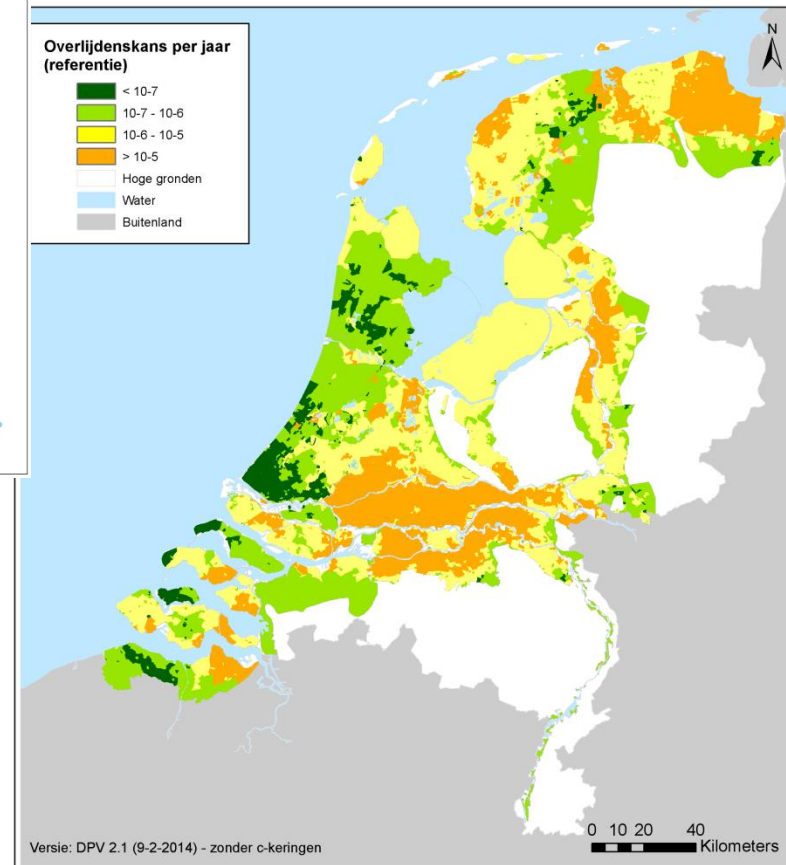 Overlijdenskans per jaar
(referentie)
< 10-7
10-7 - 10-6
10-6 - 10-5
> 10-5
Hoge gronden
Water
Buitenland
N
Versie: DPV 2.1 (9-2-2014) - zonder c-keringen
0 10 20 40
Kilometers